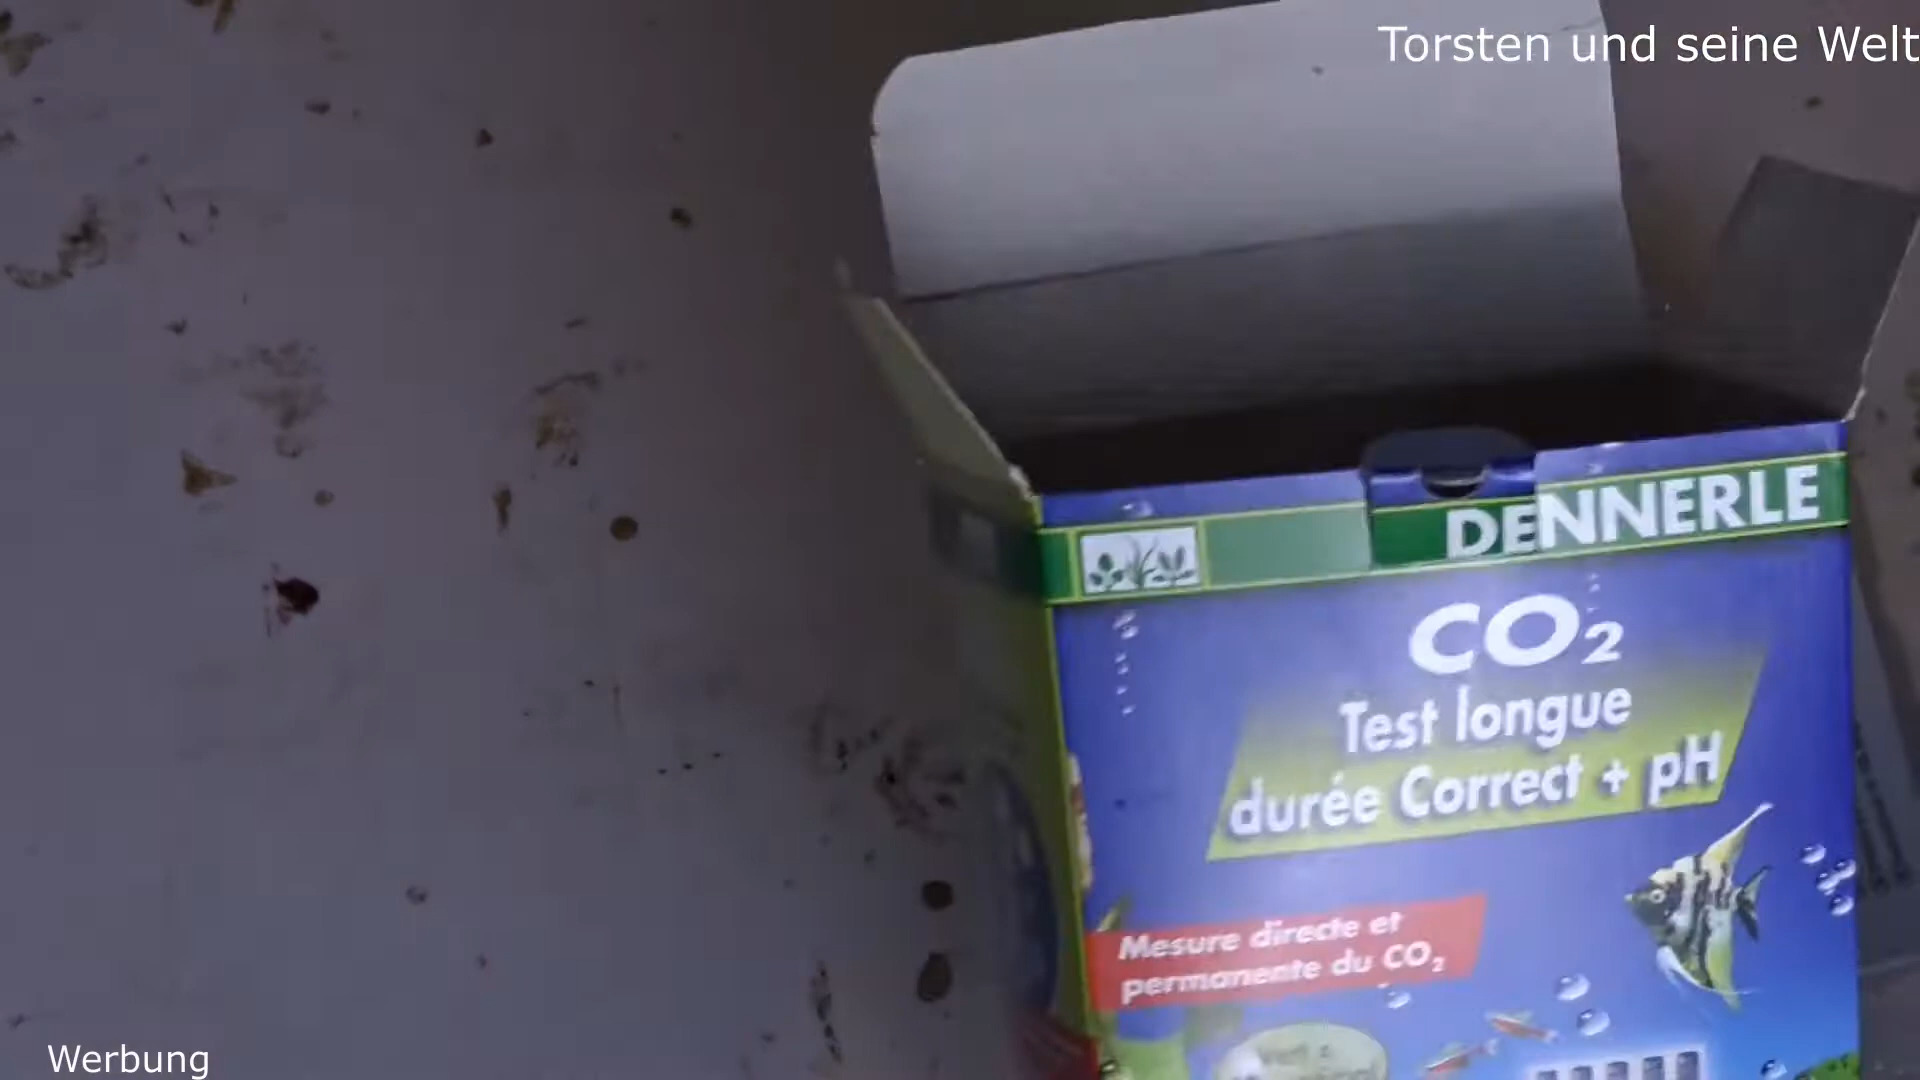 Torsten und seine Welt
DENNERLE
CO₂
Test longue
durée Correct + pH
Mesure directe et
permanente du CO₂
Werbung